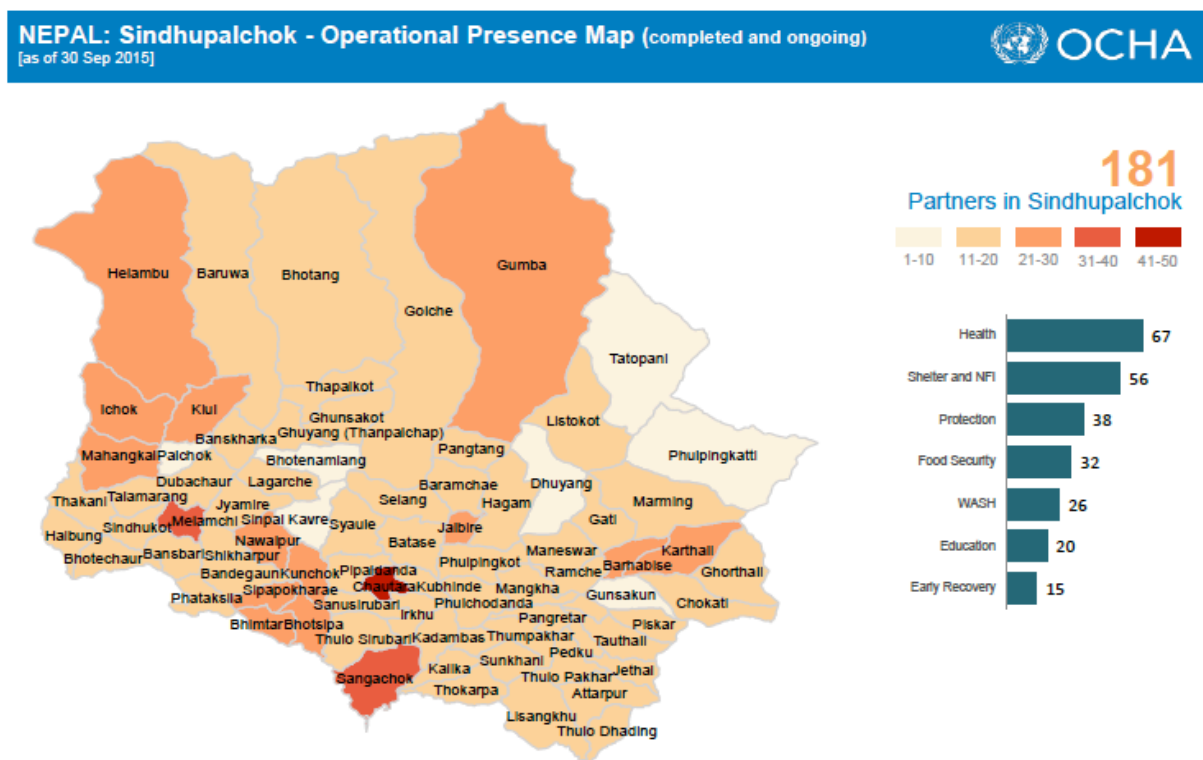 NEPAL: Sindhupalchok - Operational Presence Map (completed and ongoing)
[as of 30 Sep 2015]
OCHA
181
Partners in Sindhupalchok
1-10 11-20 21-30 31-40 41-50
Health 67
Shelter and NFI 56
Protection 38
Food Security 32
WASH 26
Education 20
Early Recovery 15
Helambu
Baruwa
Bhotang
Gumba
Golche
Tatopani
Thapalkot
Ichok
Kiul
Ghunsakot
Listokot
Banskharka
Ghuyang (Thanpalchap)
Pangtang
Mahangkal
Palchok
Bhotenamlang
Phulpingkatti
Dubachaur
Lagarche
Baramchae
Dhuyang
Thakani
Talamarang
Jyamire
Selang
Hagam
Marming
Haibung
Sindhukot
Melamchi
Sinpal Kavre
Syaule
Jalbire
Gati
Nawalpur
Batase
Bhotechaur
Bansbari
Shikharpur
Maneswar
Karthali
Bandegaun
Kunchok
Pipaldanda
Phulpingkot
Ramche
Barhabise
Ghorthali
Phataksila
Sipapokharae
Chautara
Kubhinde
Mangkha
Gunsakun
Sanusirubari
Phulchodanda
Chokati
Bhimtar
Bhotsipa
Irkhu
Pangretar
Piskar
Thulo Sirubari
Kadambas
Thumpakhar
Tauthali
Pedku
Sangachok
Kalika
Sunkhani
Thulo Pakhar
Jethal
Thokarpa
Attarpur
Lisangkhu
Thulo Dhading